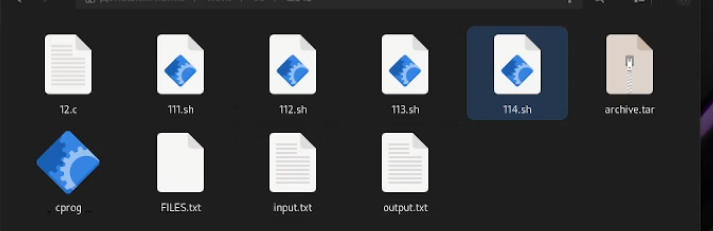 12.c 111.sh 112.sh 113.sh 114.sh archive.tar
cprog FILES.txt input.txt output.txt